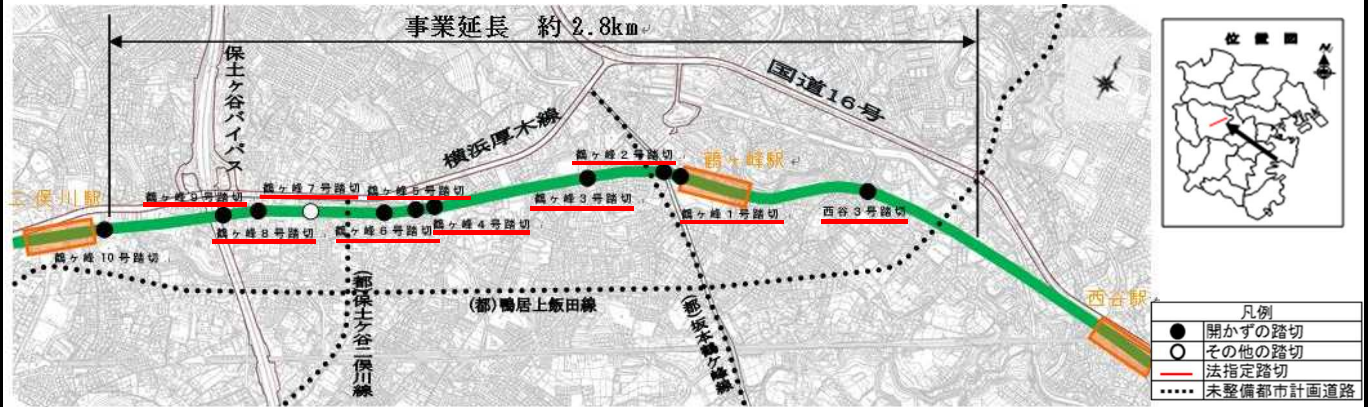 事業延長 約2.8km
保土ヶ谷バイパス
横浜厚木線
国道16号
位置図
N
二俣川駅
鶴ヶ峰9号踏切
鶴ヶ峰7号踏切
鶴ヶ峰5号踏切
鶴ヶ峰2号踏切
鶴ヶ峰駅
鶴ヶ峰10号踏切
鶴ヶ峰8号踏切
鶴ヶ峰6号踏切
鶴ヶ峰4号踏切
鶴ヶ峰3号踏切
鶴ヶ峰1号踏切
西谷3号踏切
(都)保土ケ谷二俣川線
(都)鴨居上飯田線
(都)坂本鶴ヶ峰線
西谷駅
凡例
開かずの踏切
その他の踏切
法指定踏切
未整備都市計画道路